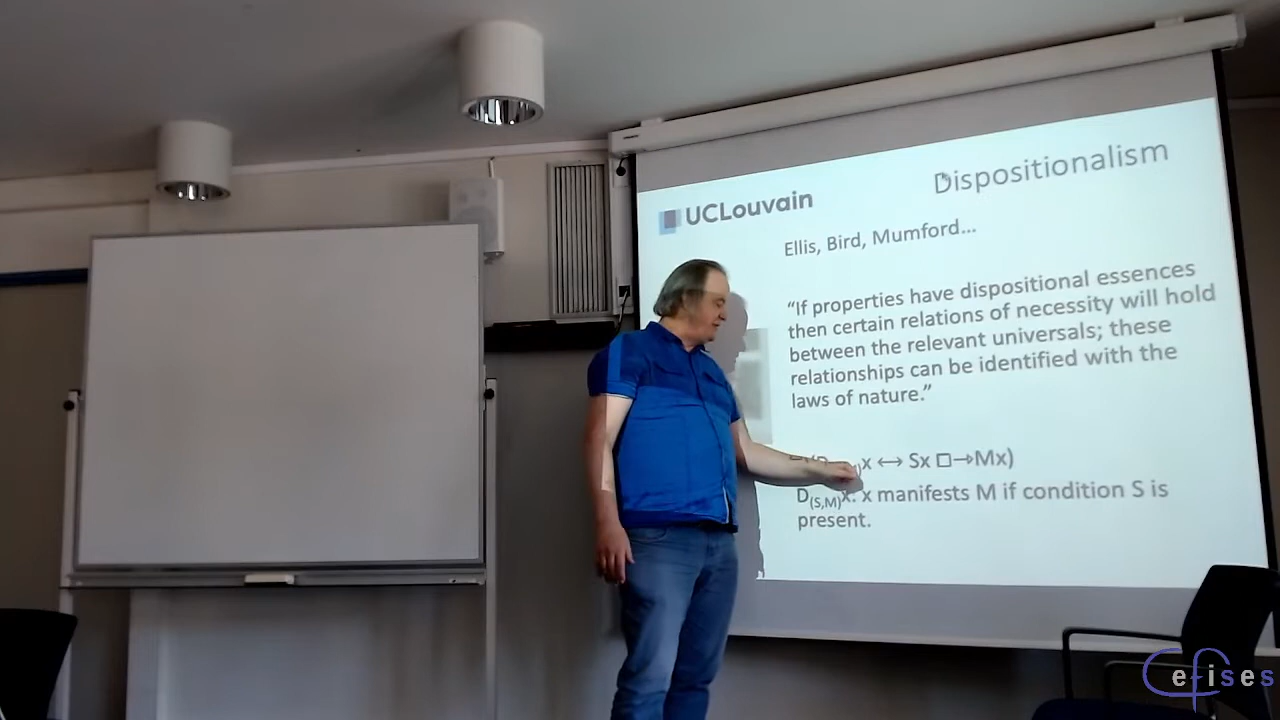 Dispositionalism
UCLouvain
Ellis, Bird, Mumford...
“If properties have dispositional essences
then certain relations of necessity will hold
between the relevant universals; these
relationships can be identified with the
laws of nature.”
x ↔ Sx □→Mx)
D(S,M)x: x manifests M if condition S is
present.
efises